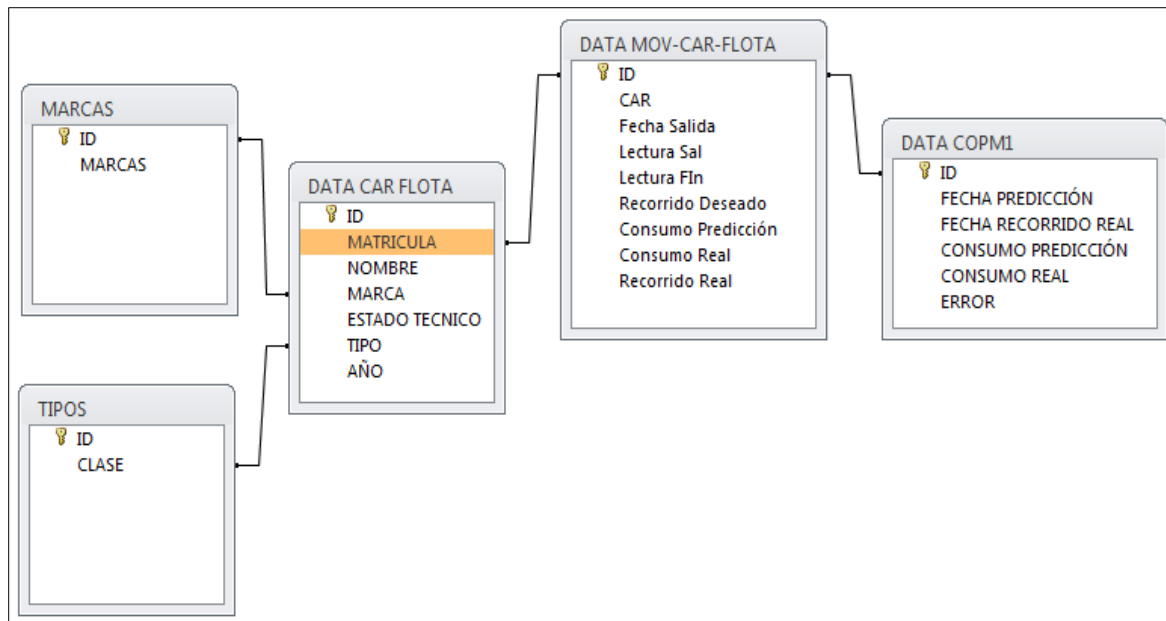 MARCAS
ID
MARCAS
TIPOS
ID
CLASE
DATA CAR FLOTA
ID
MATRICULA
NOMBRE
MARCA
ESTADO TECNICO
TIPO
AÑO
DATA MOV-CAR-FLOTA
ID
CAR
Fecha Salida
Lectura Sal
Lectura FIn
Recorrido Deseado
Consumo Predicción
Consumo Real
Recorrido Real
DATA COPM1
ID
FECHA PREDICCIÓN
FECHA RECORRIDO REAL
CONSUMO PREDICCIÓN
CONSUMO REAL
ERROR